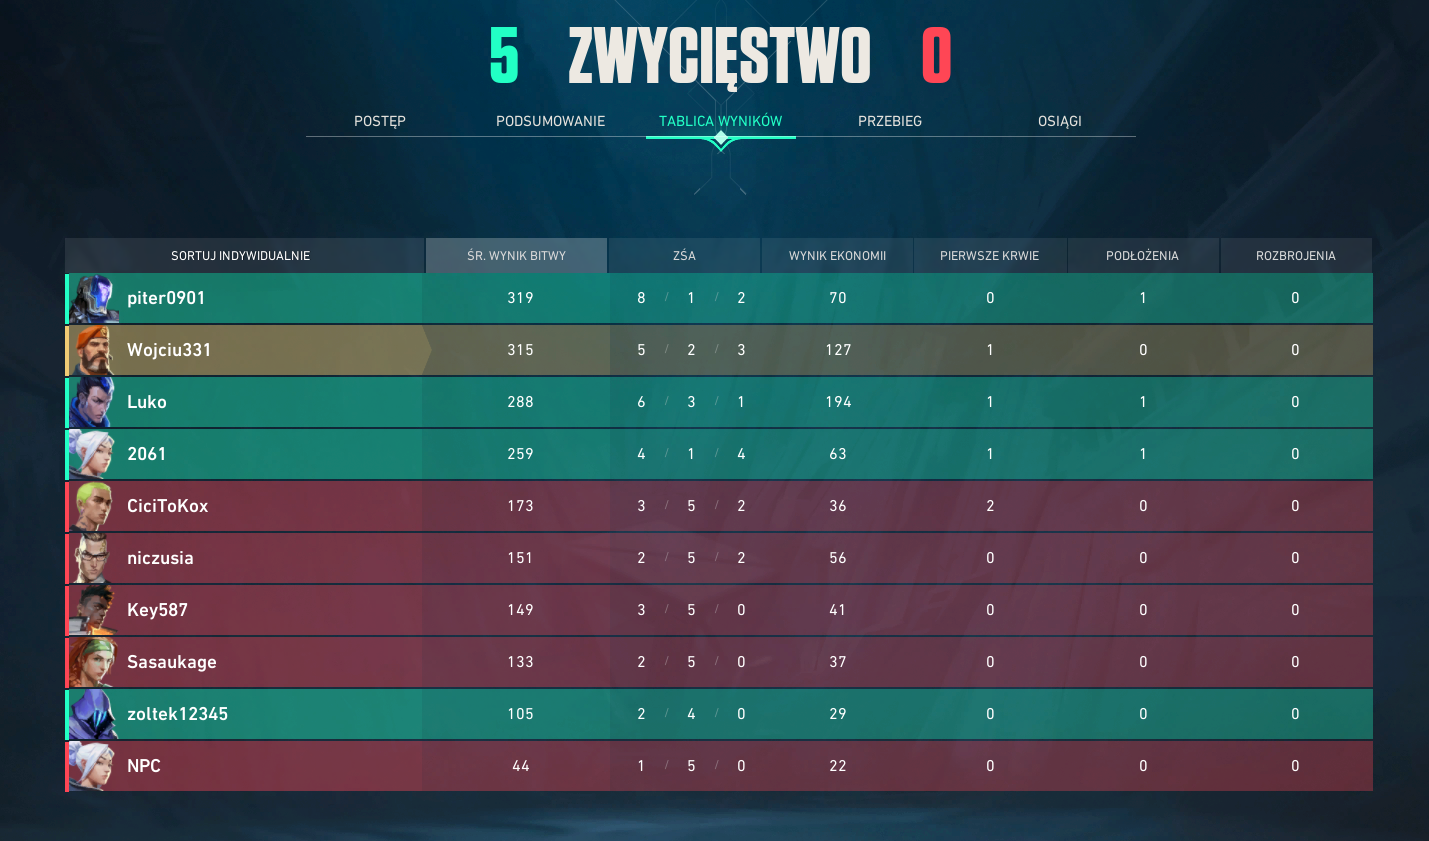 5 ZWYCIĘSTWO 0
POSTĘP PODSUMOWANIE TABLICA WYNIKÓW PRZEBIEG OSIĄGI
SORTUJ INDYWIDUALNIE ŚR. WYNIK BITWY ZŚA WYNIK EKONOMII PIERWSZE KRWIE PODŁOŻENIA ROZBROJENIA
piter0901 319 8 / 1 / 2 70 0 1 0
Wojciu331 315 5 / 2 / 3 127 1 0 0
Luko 288 6 / 3 / 1 194 1 1 0
2061 259 4 / 1 / 4 63 1 1 0
CiciToKox 173 3 / 5 / 2 36 2 0 0
niczusia 151 2 / 5 / 2 56 0 0 0
Key587 149 3 / 5 / 0 41 0 0 0
Sasaukage 133 2 / 5 / 0 37 0 0 0
zoltek12345 105 2 / 4 / 0 29 0 0 0
NPC 44 1 / 5 / 0 22 0 0 0